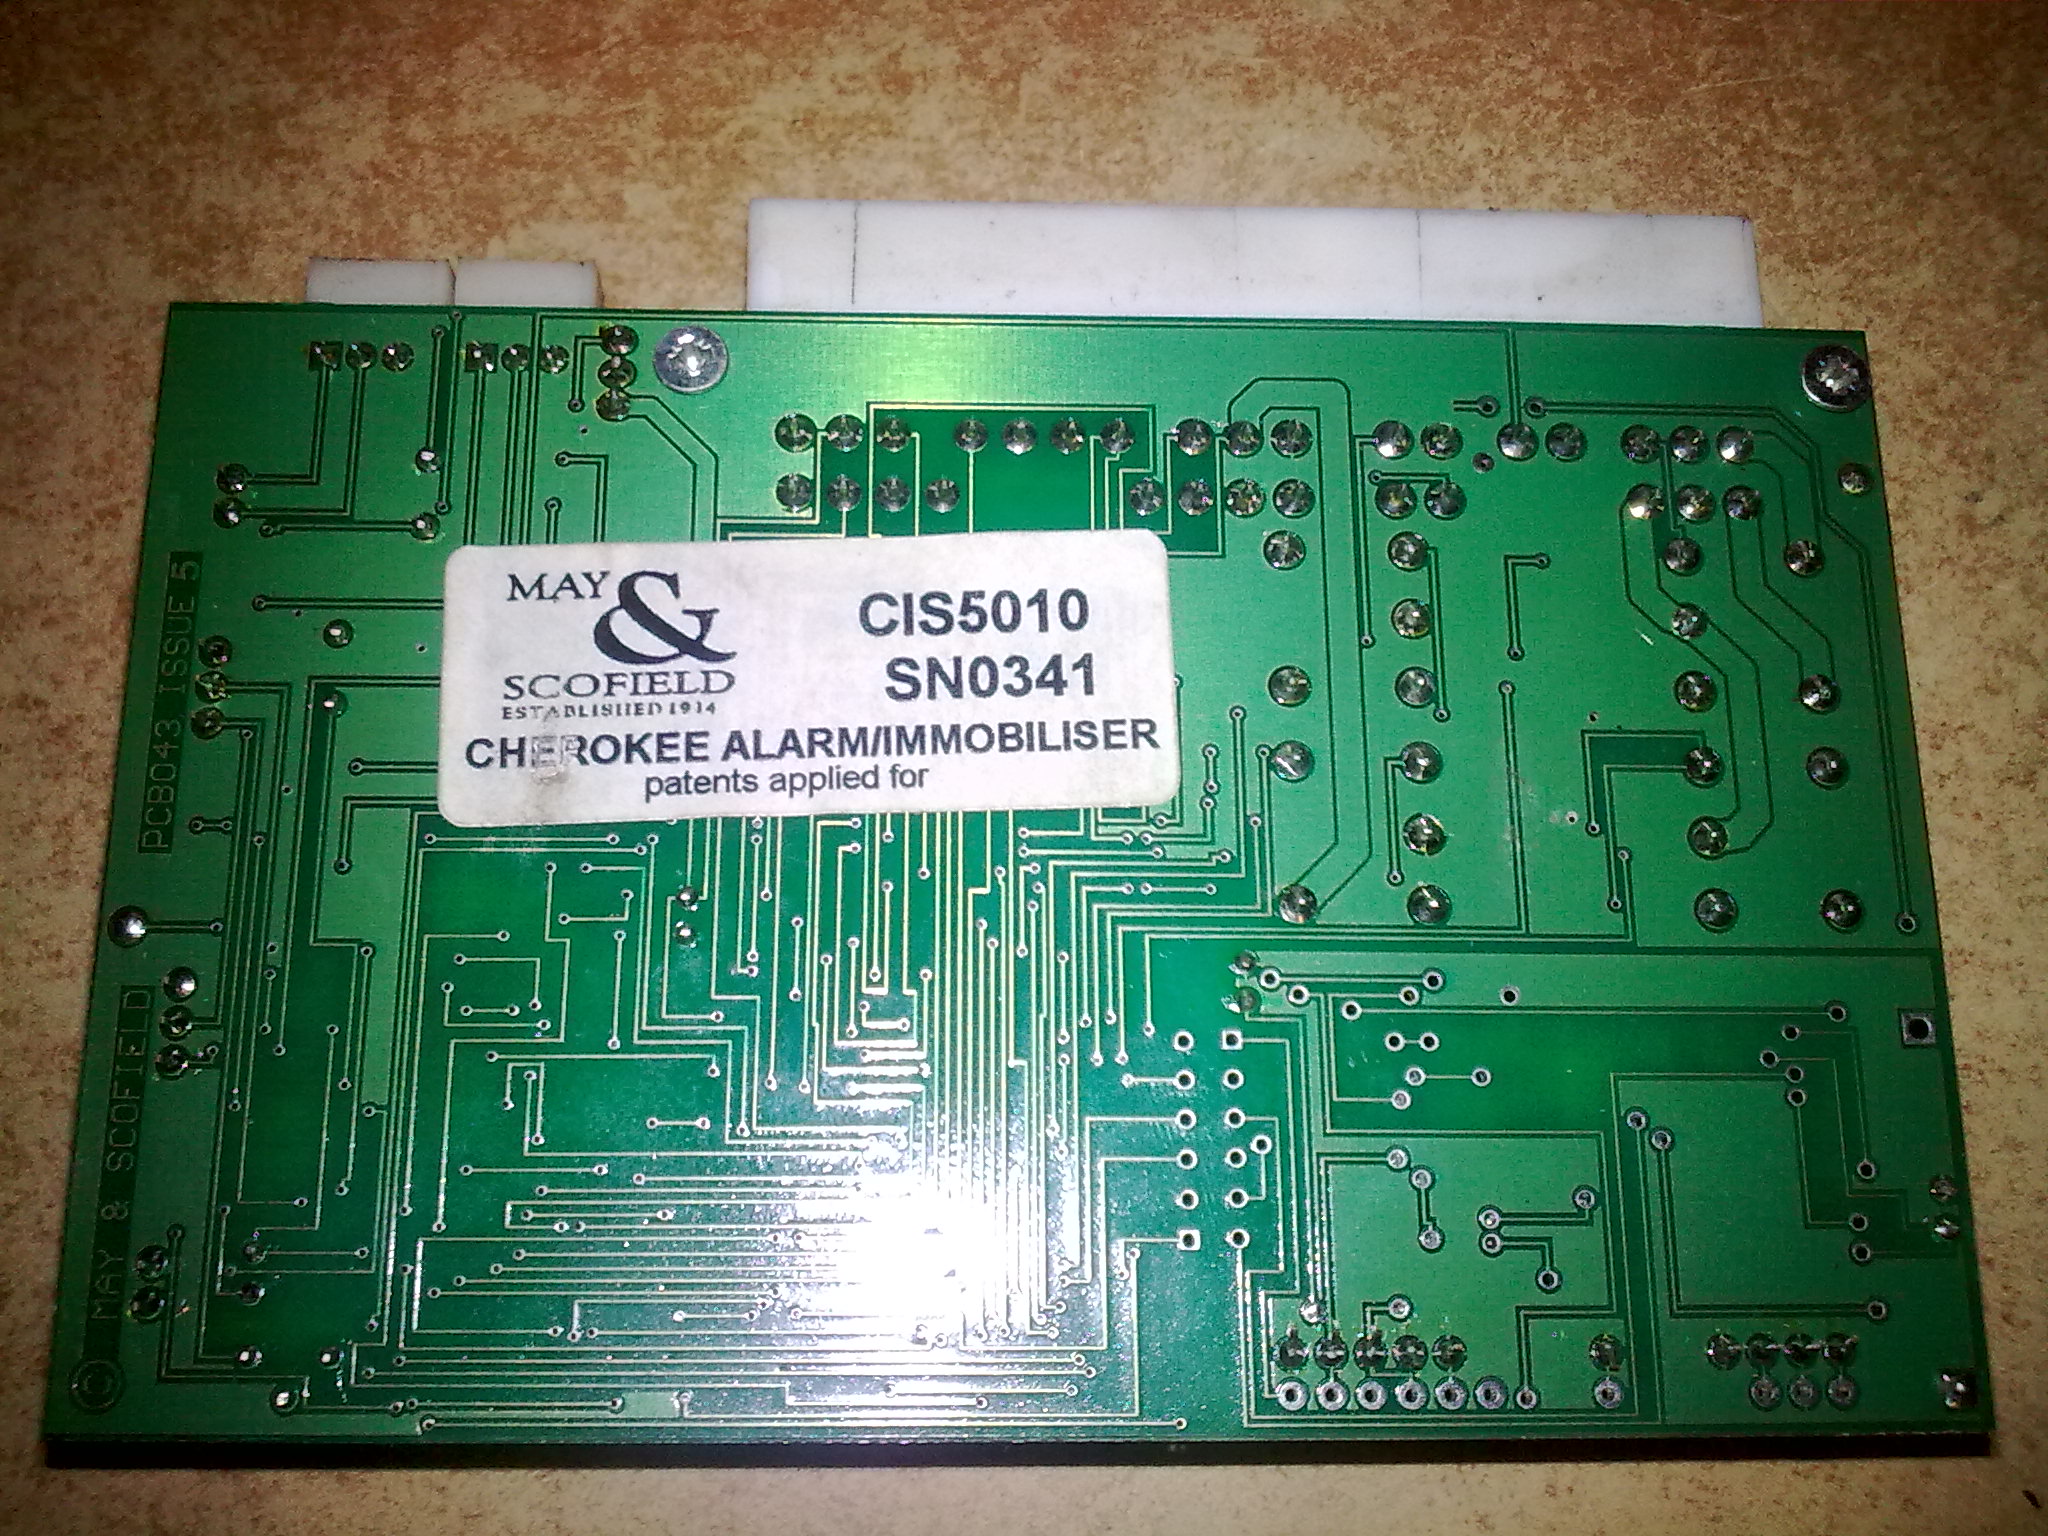 MAY
&
SCOFIELD
ESTABLISHED 1914
CIS5010
SN0341
CHEROKEE ALARM/IMMOBILISER
patents applied for
PCB043 ISSUE 5
© MAY & SCOFIELD